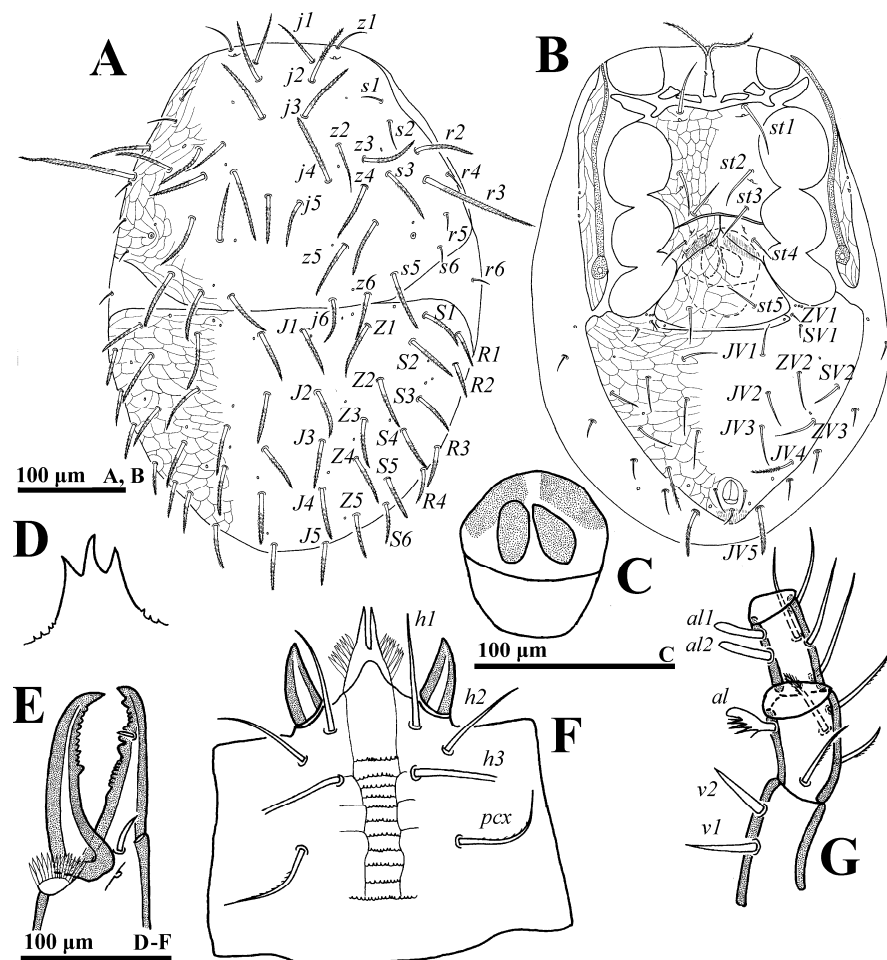 A
j1 z1
j2
j3
s1
z2 z3 s2 r2
j4 z4 s3 r4
r3
j5
r5
z5 s5 s6
z6 r6
j6
J1 Z1 S1
S2 R1
R2
J2 Z2 S3
Z3
J3 S4 R3
Z4 S5
R4
J4 Z5
J5 S6
100 µm A, B
B
st1
st2
st3
st4
st5
ZV1
SV1
JV1 ZV2
SV2
JV2
JV3 ZV3
JV4
JV5
C
100 µm C
D
E
100 µm D-F
F
h1
h2
h3
pcx
G
al1
al2
al
v2
v1